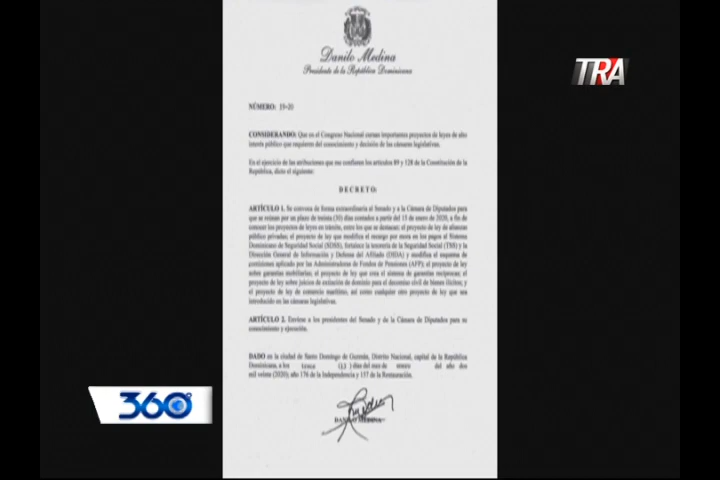 Danilo Medina
Presidente de la República Dominicana
TRA
NÚMERO: 19-20
CONSIDERANDO: Que en el Congreso Nacional cursan importantes proyectos de leyes de alto
interés público que requieren del conocimiento y decisión de las cámaras legislativas.
En el ejercicio de las atribuciones que me confieren los artículos 89 y 128 de la Constitución de la
República, dicto el siguiente:
DECRETO:
ARTÍCULO 1. Se convoca de forma extraordinaria al Senado y a la Cámara de Diputados para
que se reúnan por un plazo de treinta (30) días contados a partir del 13 de enero de 2020, a fin de
conocer los proyectos de leyes en trámite, entre los que se destacan: el proyecto de ley de alianzas
público privadas; el proyecto de ley que modifica el recargo por mora en los pagos al Sistema
Dominicano de Seguridad Social (SDSS), fortalece la tesorería de la Seguridad Social (TSS) y la
Dirección General de Información y Defensa del Afiliado (DIDA) y modifica el esquema de
comisiones aplicado por las Administradoras de Fondos de Pensiones (AFP); el proyecto de ley
sobre garantías mobiliarias; el proyecto de ley que crea el sistema de garantías recíprocas; el
proyecto de ley sobre juicios de extinción de dominio para el decomiso civil de bienes ilícitos; y
el proyecto de ley de comercio marítimo, así como cualquier otro proyecto de ley que sea
introducido en las cámaras legislativas.
ARTÍCULO 2. Envíese a los presidentes del Senado y de la Cámara de Diputados para su
conocimiento y ejecución.
DADO en la ciudad de Santo Domingo de Guzmán, Distrito Nacional, capital de la República
Dominicana, a los trece (13) días del mes de enero del año dos
mil veinte (2020); año 176 de la Independencia y 157 de la Restauración.
DANILO MEDINA
360°